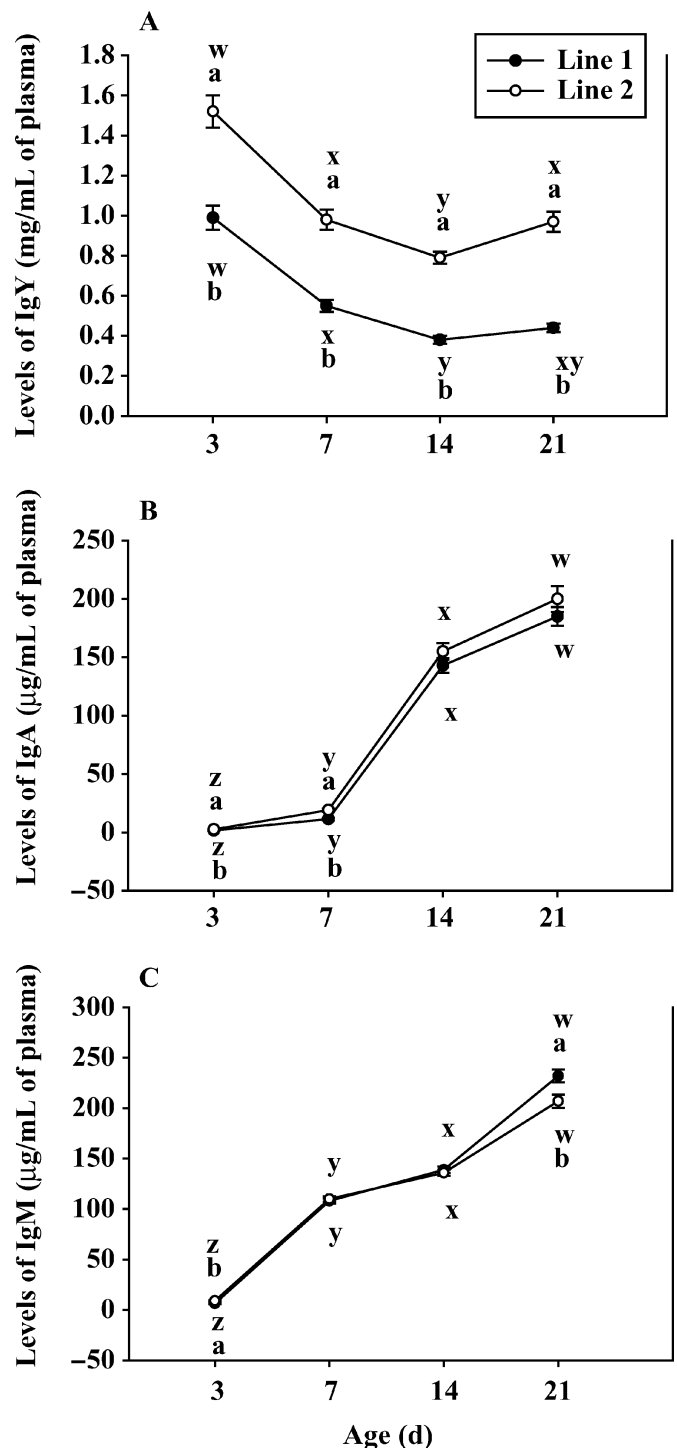 A
Line 1
Line 2
Levels of IgY (mg/mL of plasma)
1.8
1.6
1.4
1.2
1.0
0.8
0.6
0.4
0.2
0.0
w
a
x
a
y
a
x
a
w
b
x
b
y
b
xy
b
3 7 14 21
B
Levels of IgA (µg/mL of plasma)
250
200
150
100
50
0
–50
z
a
y
a
x
w
z
b
y
b
x
w
3 7 14 21
C
Levels of IgM (µg/mL of plasma)
300
250
200
150
100
50
0
–50
z
b
y
x
w
a
z
a
y
x
w
b
3 7 14 21
Age (d)